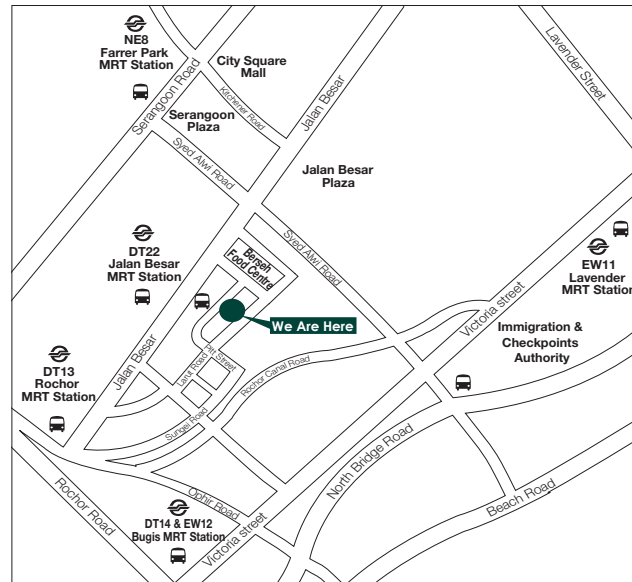 NE8
Farrer Park
MRT Station
City Square
Mall
Lavender Street
Serangoon Road
Kitchener Road
Jalan Besar
Serangoon
Plaza
Syed Alwi Road
Jalan Besar
Plaza
DT22
Jalan Besar
MRT Station
Berseh
Food Centre
Syed Alwi Road
EW11
Lavender
MRT Station
We Are Here
Victoria street
Immigration &
Checkpoints
Authority
DT13
Rochor
MRT Station
Jalan Besar
Pitt Street
Larut Road
Rochor Canal Road
Sungei Road
North Bridge Road
Rochor Road
Ophir Road
Beach Road
DT14 & EW12
Bugis MRT Station
Victoria street